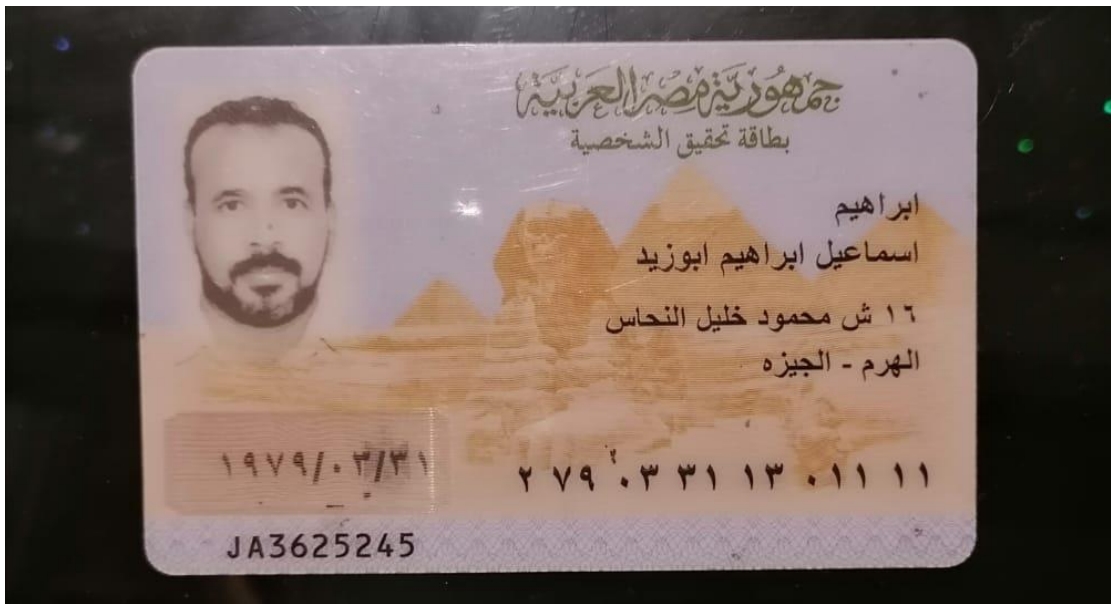 جمهورية مصر العربية
بطاقة تحقيق الشخصية
ابراهيم
اسماعيل ابراهيم ابوزيد
١٦ ش محمود خليل النحاس
الهرم - الجيزه
١٩٧٩/٠٣/٣١
٢ ٧٩ ٠٣ ٣١ ١٣ ٠١١ ١١
JA3625245